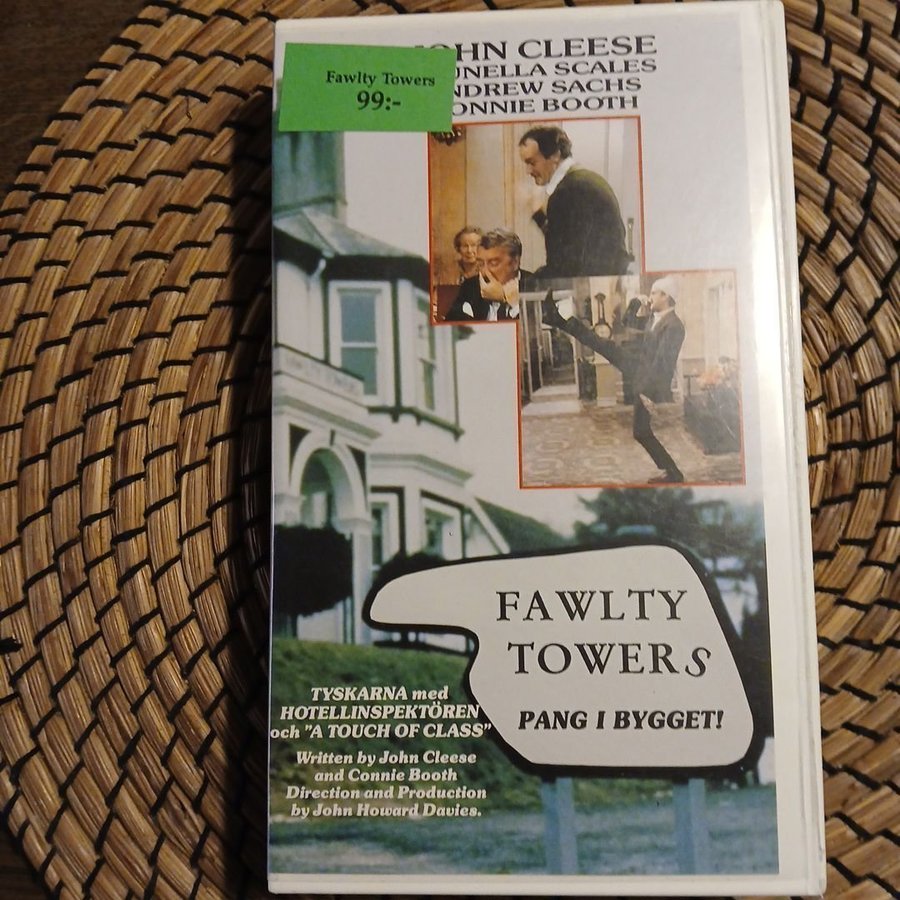 Fawlty Towers
99:-
JOHN CLEESE
UNELLA SCALES
NDREW SACHS
ONNIE BOOTH
FAWLTY
TOWERS
PANG I BYGGET!
TYSKARNA med
HOTELLINSPEKTÖREN
och "A TOUCH OF CLASS"
Written by John Cleese
and Connie Booth
Direction and Production
by John Howard Davies.